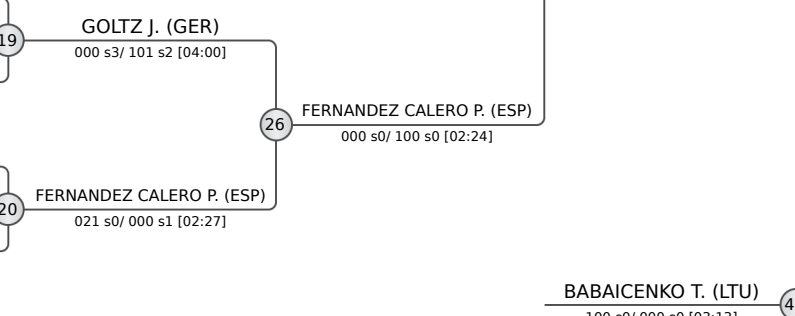 19
GOLTZ J. (GER)
000 s3/ 101 s2 [04:00]
26
FERNANDEZ CALERO P. (ESP)
000 s0/ 100 s0 [02:24]
20
FERNANDEZ CALERO P. (ESP)
021 s0/ 000 s1 [02:27]
BABAICENKO T. (LTU)
4